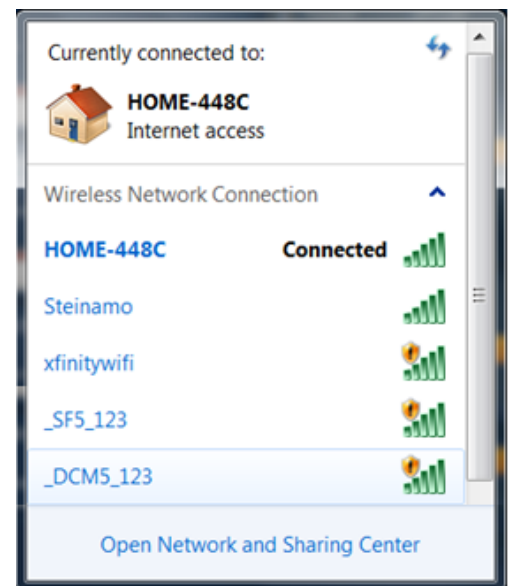 Currently connected to:
HOME-448C
Internet access
Wireless Network Connection
HOME-448C Connected
Steinamo
xfinitywifi
_SF5_123
_DCM5_123
Open Network and Sharing Center